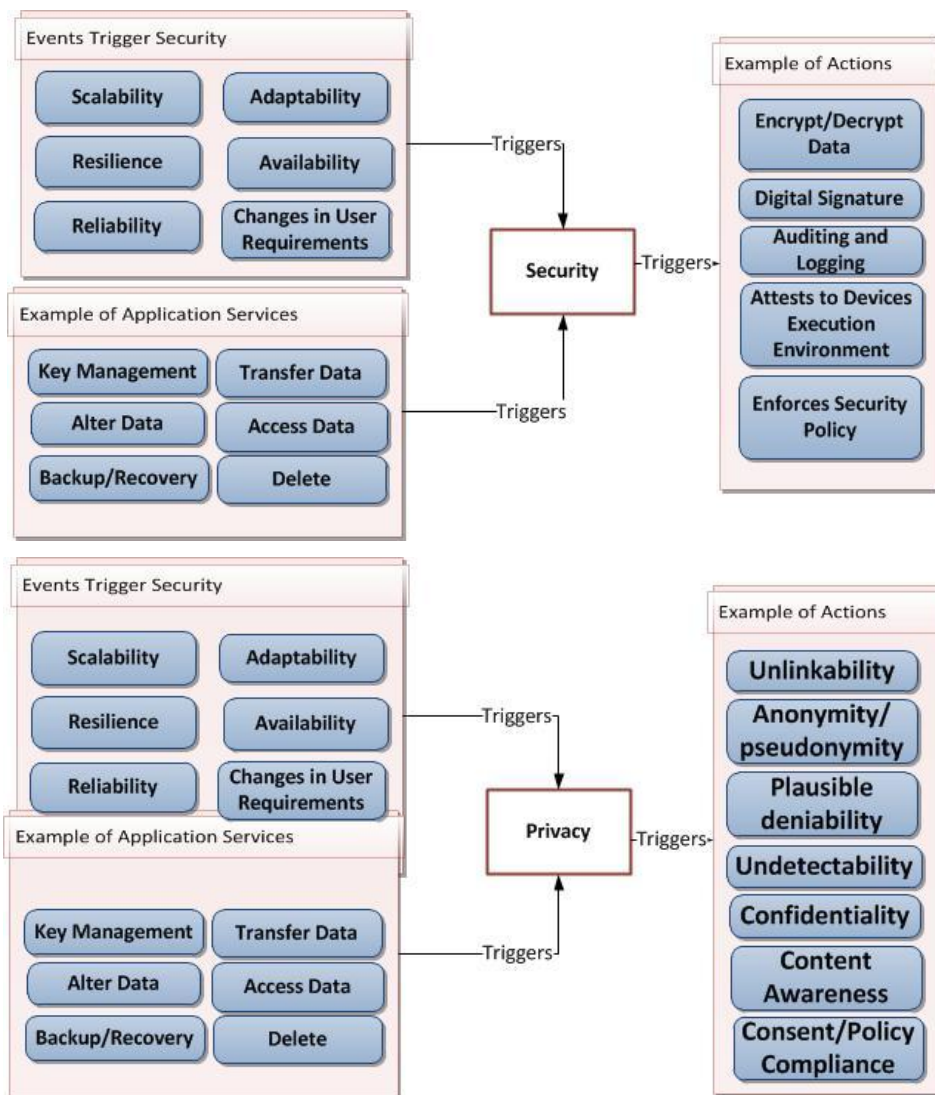 Events Trigger Security
Scalability
Adaptability
Resilience
Availability
Reliability
Changes in User
Requirements
Example of Application Services
Key Management
Transfer Data
Alter Data
Access Data
Backup/Recovery
Delete
Triggers
Triggers
Security
Triggers
Example of Actions
Encrypt/Decrypt
Data
Digital Signature
Auditing and
Logging
Attests to Devices
Execution
Environment
Enforces Security
Policy
Events Trigger Security
Scalability
Adaptability
Resilience
Availability
Reliability
Changes in User
Requirements
Example of Application Services
Key Management
Transfer Data
Alter Data
Access Data
Backup/Recovery
Delete
Triggers
Triggers
Privacy
Triggers
Example of Actions
Unlinkability
Anonymity/
pseudonymity
Plausible
deniability
Undetectability
Confidentiality
Content
Awareness
Consent/Policy
Compliance